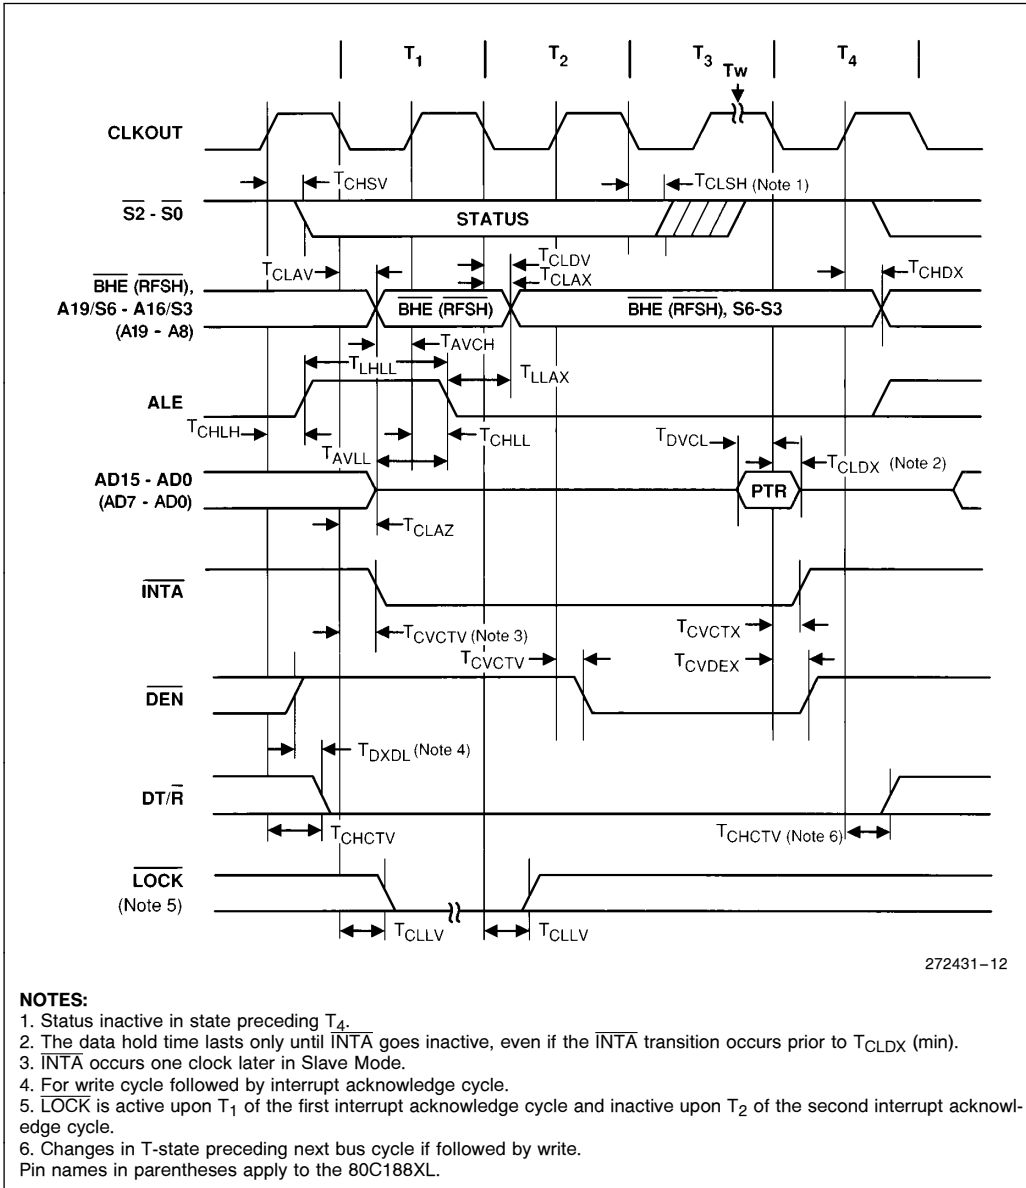 T1 T2 T3 T4
Tw
CLKOUT
TCHSV TCLSH (Note 1)
S2 - S0 STATUS
TCLDV
TCLAV TCLAX TCHDX
BHE (RFSH),
A19/S6 - A16/S3 BHE (RFSH) BHE (RFSH), S6-S3
(A19 - A8)
TAVCH
TLHLL TLLAX
ALE
TCHLH TCHLL TDVCL
TAVLL TCLDX (Note 2)
AD15 - AD0
(AD7 - AD0) PTR
TCLAZ
INTA
TCVCTV (Note 3) TCVCTX
TCVCTV TCVDEX
DEN
TDXDL (Note 4)
DT/R
TCHCTV TCHCTV (Note 6)
LOCK
(Note 5)
TCLLV TCLLV
272431–12
NOTES:
1. Status inactive in state preceding T4.
2. The data hold time lasts only until INTA goes inactive, even if the INTA transition occurs prior to TCLDX (min).
3. INTA occurs one clock later in Slave Mode.
4. For write cycle followed by interrupt acknowledge cycle.
5. LOCK is active upon T1 of the first interrupt acknowledge cycle and inactive upon T2 of the second interrupt acknowl-
edge cycle.
6. Changes in T-state preceding next bus cycle if followed by write.
Pin names in parentheses apply to the 80C188XL.